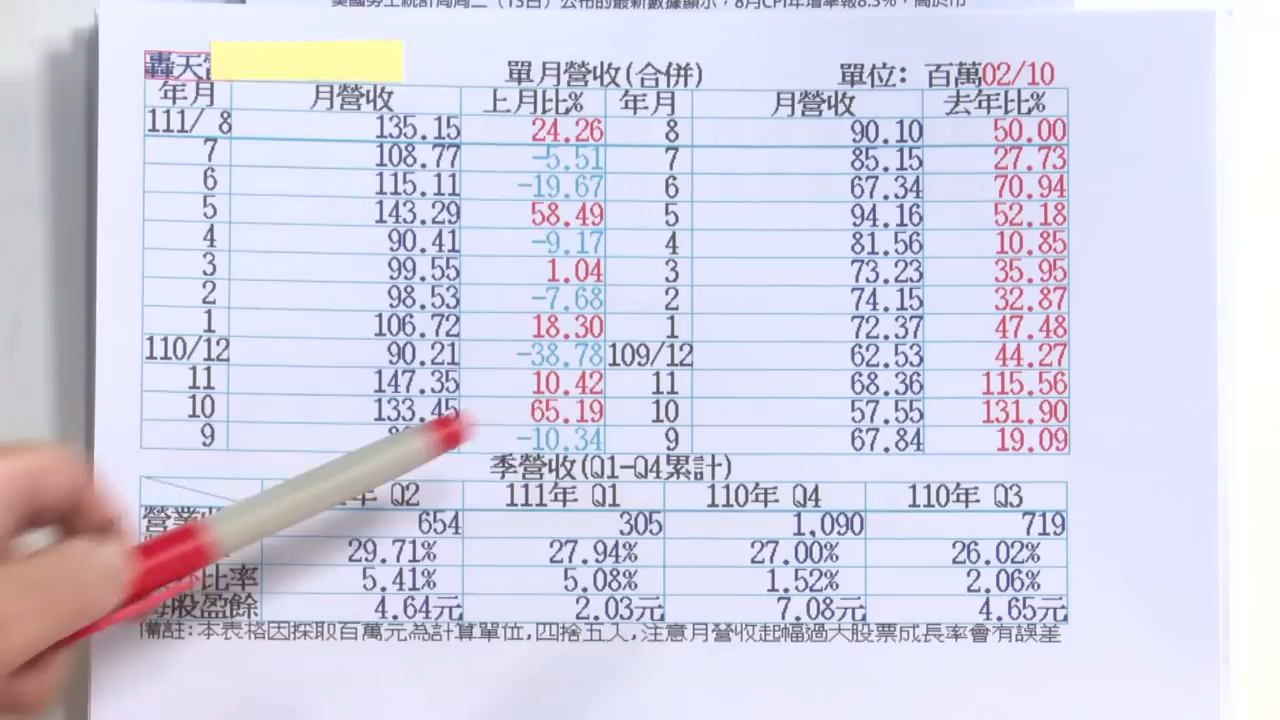 美國勞工統計局周二（13日）公布的最新數據顯示，8月CPI年增率報8.3%，高於市
轟天 單月營收(合併) 單位: 百萬02/10
年月 月營收 上月比% 年月 月營收 去年比%
111/ 8 135.15 24.26 8 90.10 50.00
7 108.77 -5.51 7 85.15 27.73
6 115.11 -19.67 6 67.34 70.94
5 143.29 58.49 5 94.16 52.18
4 90.41 -9.17 4 81.56 10.85
3 99.55 1.04 3 73.23 35.95
2 98.53 -7.68 2 74.15 32.87
1 106.72 18.30 1 72.37 47.48
110/12 90.21 -38.78 109/12 62.53 44.27
11 147.35 10.42 11 68.36 115.56
10 133.45 65.19 10 57.55 131.90
9 -10.34 9 67.84 19.09
季營收(Q1-Q4累計)
年 Q2 111年 Q1 110年 Q4 110年 Q3
營業收 654 305 1,090 719
29.71% 27.94% 27.00% 26.02%
比率 5.41% 5.08% 1.52% 2.06%
每股盈餘 4.64元 2.03元 7.08元 4.65元
備註:本表格因採取百萬元為計算單位,四捨五入,注意月營收起幅過大股票成長率會有誤差